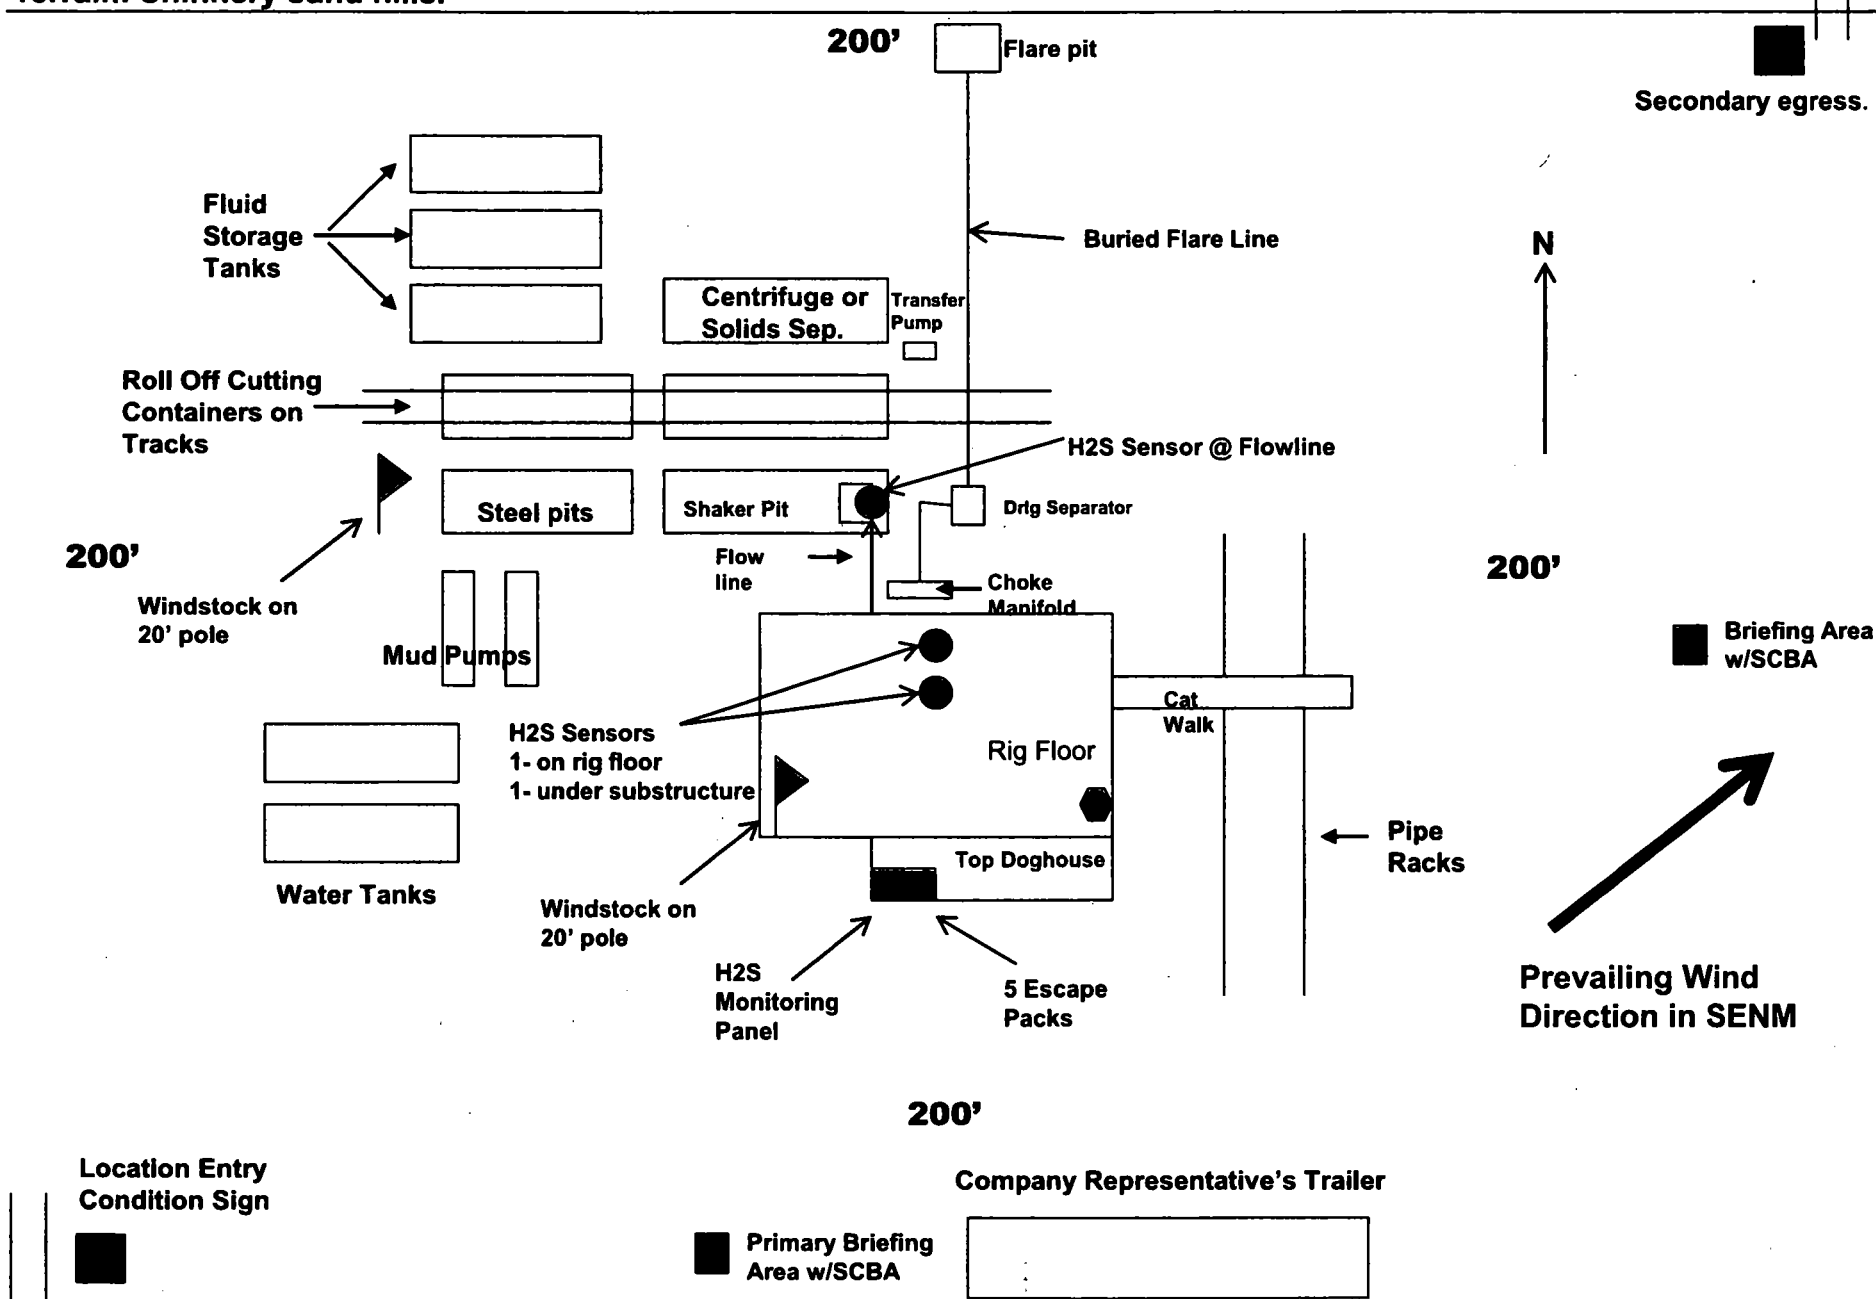 Terrain: Shinnery sand hills.
200’
Flare pit
Secondary egress.
Fluid
Storage
Tanks
Buried Flare Line
N
Centrifuge or
Solids Sep.
Transfer
Pump
Roll Off Cutting
Containers on
Tracks
H2S Sensor @ Flowline
Steel pits
Shaker Pit
Drlg Separator
200’
Flow
line
200’
Choke
Manifold
Windstock on
20’ pole
Briefing Area
w/SCBA
Mud Pumps
Cat
Walk
H2S Sensors
1- on rig floor
1- under substructure
Rig Floor
Pipe
Racks
Top Doghouse
Water Tanks
Windstock on
20’ pole
H2S
Monitoring
Panel
5 Escape
Packs
Prevailing Wind
Direction in SENM
200’
Location Entry
Condition Sign
Company Representative’s Trailer
Primary Briefing
Area w/SCBA